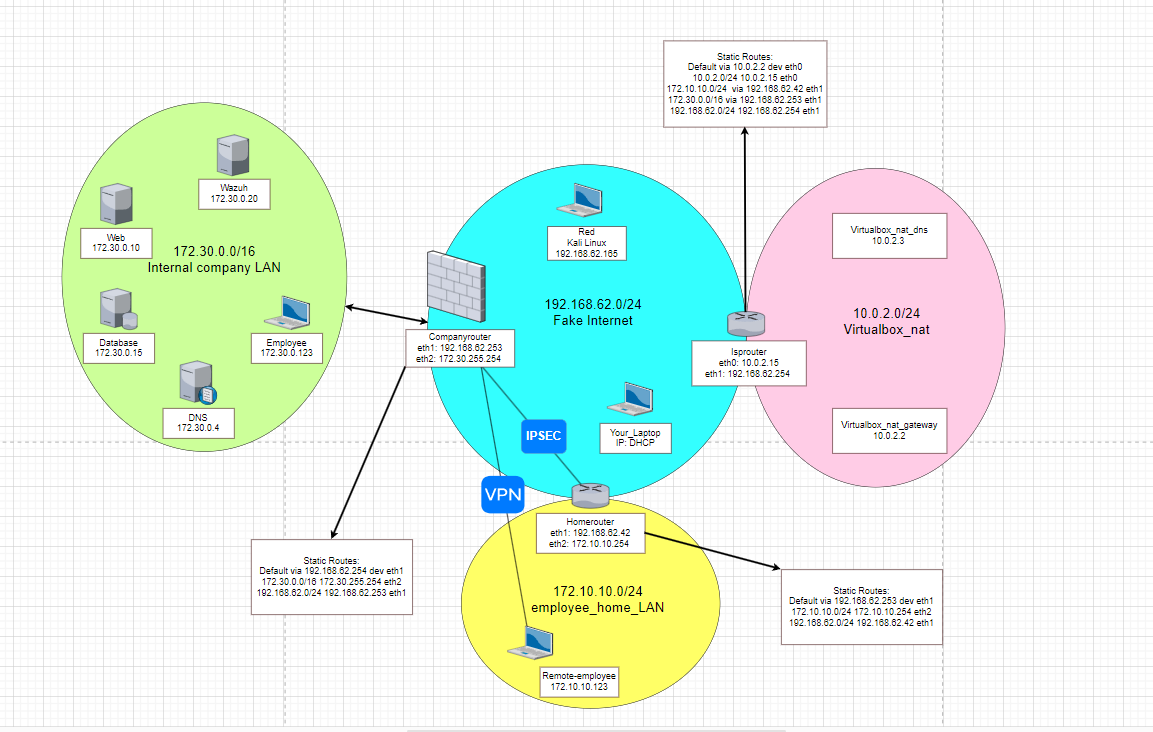 Static Routes:
Default via 10.0.2.2 dev eth0
10.0.2.0/24 10.0.2.15 eth0
172.10.10.0/24 via 192.168.62.42 eth1
172.30.0.0/16 via 192.168.62.253 eth1
192.168.62.0/24 192.168.62.254 eth1
Wazuh
172.30.0.20
Web
172.30.0.10
172.30.0.0/16
Internal company LAN
Database
172.30.0.15
Employee
172.30.0.123
DNS
172.30.0.4
Red
Kali Linux
192.168.62.165
192.168.62.0/24
Fake Internet
Companyrouter
eth1: 192.168.62.253
eth2: 172.30.255.254
Isprouter
eth0: 10.0.2.15
eth1: 192.168.62.254
Virtualbox_nat_dns
10.0.2.3
10.0.2.0/24
Virtualbox_nat
Virtualbox_nat_gateway
10.0.2.2
Your_Laptop
IP: DHCP
IPSEC
VPN
Homerouter
eth1: 192.168.62.42
eth2: 172.10.10.254
172.10.10.0/24
employee_home_LAN
Remote-employee
172.10.10.123
Static Routes:
Default via 192.168.62.254 dev eth1
172.30.0.0/16 172.30.255.254 eth2
192.168.62.0/24 192.168.62.253 eth1
Static Routes:
Default via 192.168.62.253 dev eth1
172.10.10.0/24 172.10.10.254 eth2
192.168.62.0/24 192.168.62.42 eth1